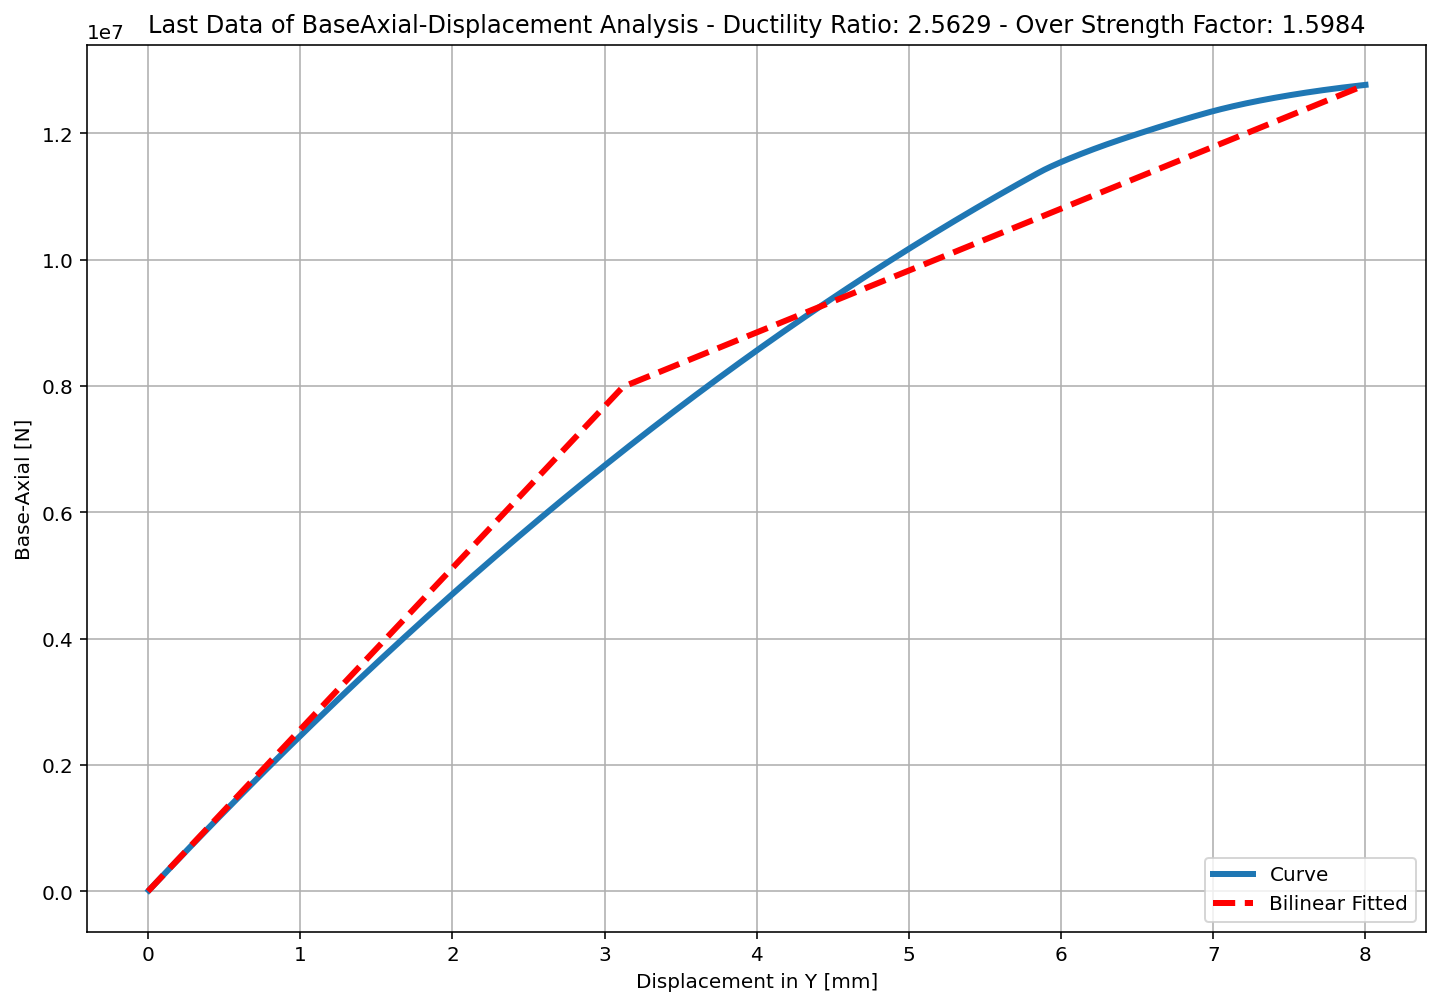 Last Data of BaseAxial-Displacement Analysis - Ductility Ratio: 2.5629 - Over Strength Factor: 1.5984
1e7
1.2
1.0
0.8
0.6
0.4
0.2
0.0
Base-Axial [N]
0 1 2 3 4 5 6 7 8
Displacement in Y [mm]
Curve
Bilinear Fitted